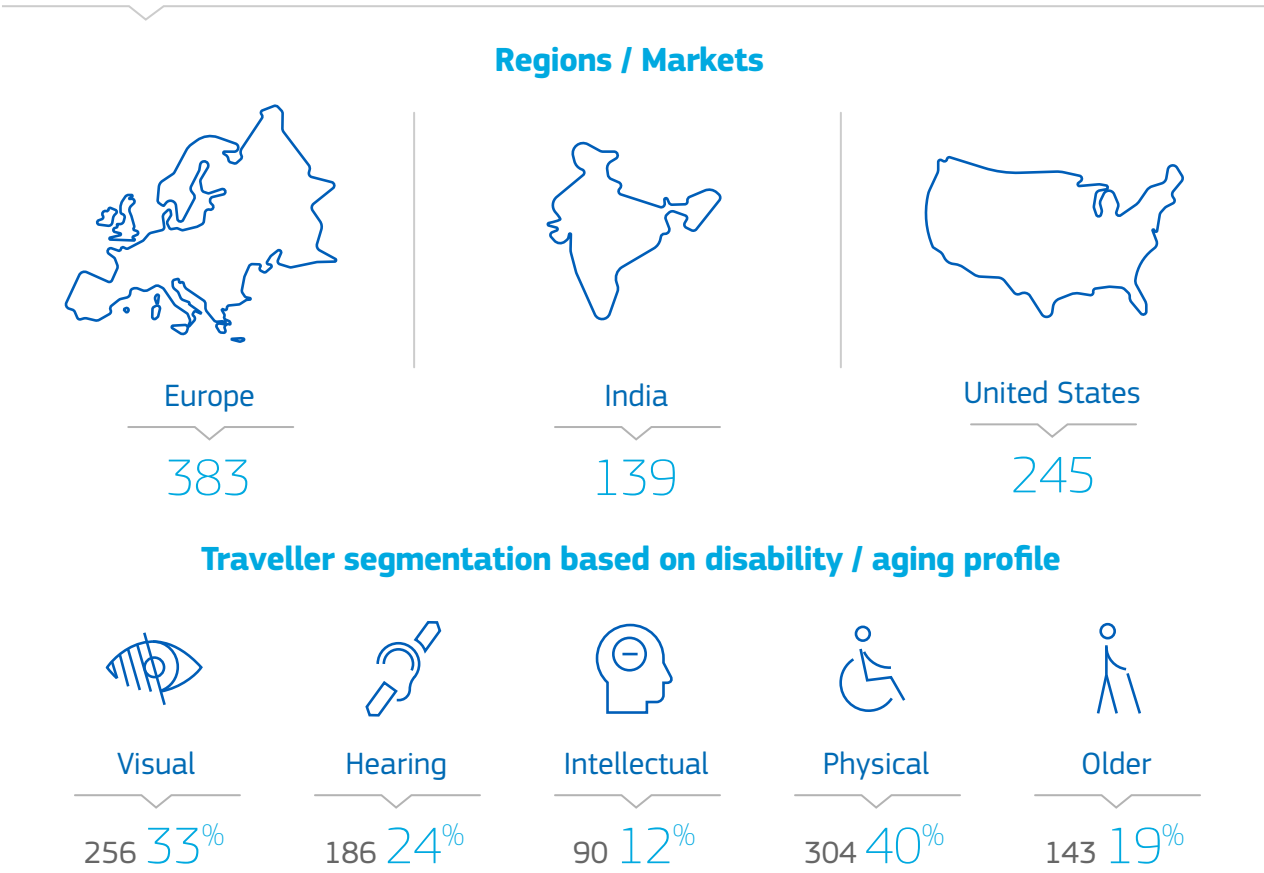 Regions / Markets
Europe India United States
383 139 245
Traveller segmentation based on disability / aging profile
Visual Hearing Intellectual Physical Older
256 33% 186 24% 90 12% 304 40% 143 19%